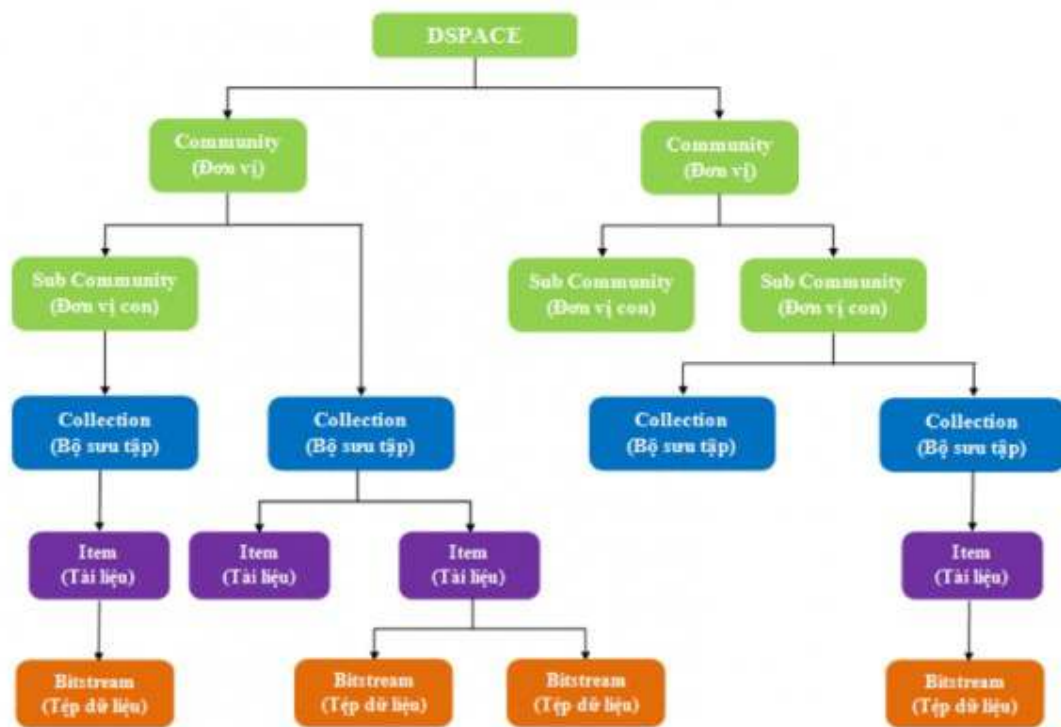 DSPACE
Community
(Đơn vị)
Community
(Đơn vị)
Sub Community
(Đơn vị con)
Sub Community
(Đơn vị con)
Sub Community
(Đơn vị con)
Collection
(Bộ sưu tập)
Collection
(Bộ sưu tập)
Collection
(Bộ sưu tập)
Collection
(Bộ sưu tập)
Item
(Tài liệu)
Item
(Tài liệu)
Item
(Tài liệu)
Item
(Tài liệu)
Bitstream
(Tệp dữ liệu)
Bitstream
(Tệp dữ liệu)
Bitstream
(Tệp dữ liệu)
Bitstream
(Tệp dữ liệu)